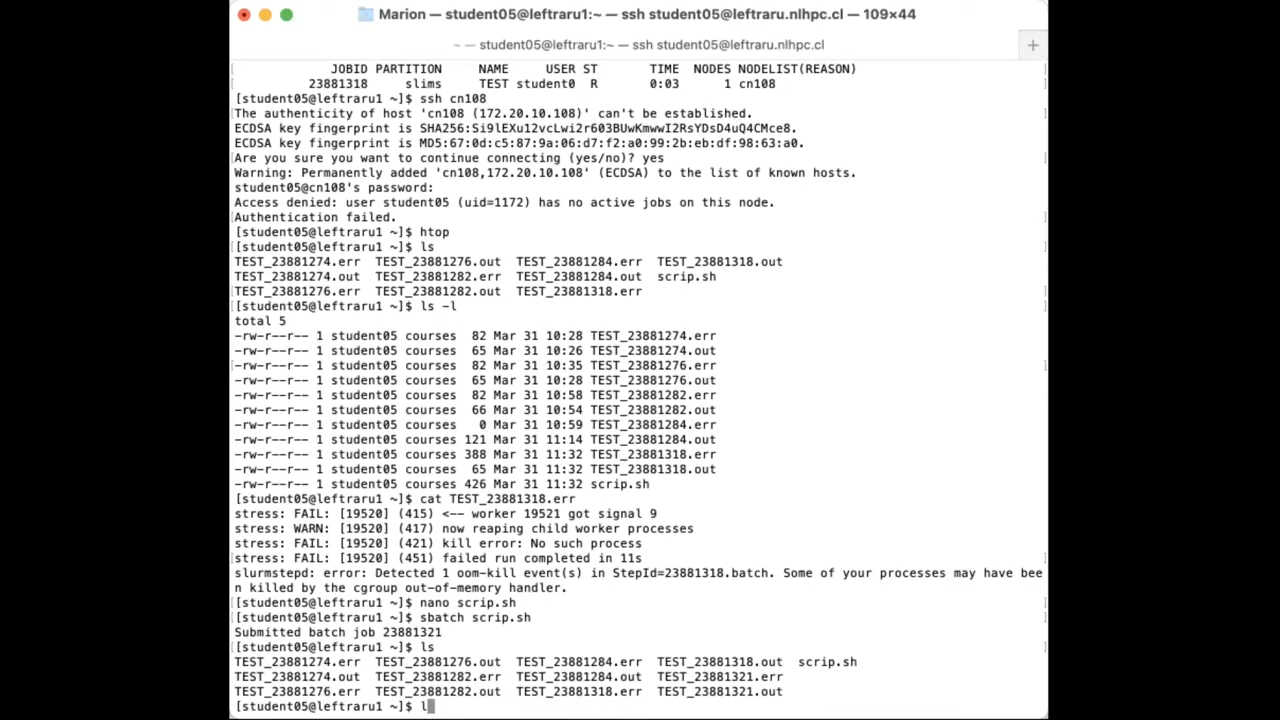 Marion — student05@leftraru1:~ — ssh student05@leftraru.nlhpc.cl — 109×44
~ — student05@leftraru1:~ — ssh student05@leftraru.nlhpc.cl
JOBID PARTITION NAME USER ST TIME NODES NODELIST(REASON)
23881318 slims TEST student0 R 0:03 1 cn108
[student05@leftraru1 ~]$ ssh cn108
The authenticity of host 'cn108 (172.20.10.108)' can't be established.
ECDSA key fingerprint is SHA256:Si9lEXu12vcLwi2r603BUwKmwwI2RsYDsD4uQ4CMce8.
ECDSA key fingerprint is MD5:67:0d:c5:87:9a:06:d7:f2:a0:99:2b:eb:df:98:63:a0.
Are you sure you want to continue connecting (yes/no)? yes
Warning: Permanently added 'cn108,172.20.10.108' (ECDSA) to the list of known hosts.
student05@cn108's password:
Access denied: user student05 (uid=1172) has no active jobs on this node.
Authentication failed.
[student05@leftraru1 ~]$ htop
[student05@leftraru1 ~]$ ls
TEST_23881274.err TEST_23881276.out TEST_23881284.err TEST_23881318.out
TEST_23881274.out TEST_23881282.err TEST_23881284.out scrip.sh
TEST_23881276.err TEST_23881282.out TEST_23881318.err
[student05@leftraru1 ~]$ ls -l
total 5
-rw-r--r-- 1 student05 courses 82 Mar 31 10:28 TEST_23881274.err
-rw-r--r-- 1 student05 courses 65 Mar 31 10:26 TEST_23881274.out
-rw-r--r-- 1 student05 courses 82 Mar 31 10:35 TEST_23881276.err
-rw-r--r-- 1 student05 courses 65 Mar 31 10:28 TEST_23881276.out
-rw-r--r-- 1 student05 courses 82 Mar 31 10:58 TEST_23881282.err
-rw-r--r-- 1 student05 courses 66 Mar 31 10:54 TEST_23881282.out
-rw-r--r-- 1 student05 courses 0 Mar 31 10:59 TEST_23881284.err
-rw-r--r-- 1 student05 courses 121 Mar 31 11:14 TEST_23881284.out
-rw-r--r-- 1 student05 courses 388 Mar 31 11:32 TEST_23881318.err
-rw-r--r-- 1 student05 courses 65 Mar 31 11:32 TEST_23881318.out
-rw-r--r-- 1 student05 courses 426 Mar 31 11:32 scrip.sh
[student05@leftraru1 ~]$ cat TEST_23881318.err
stress: FAIL: [19520] (415) <-- worker 19521 got signal 9
stress: WARN: [19520] (417) now reaping child worker processes
stress: FAIL: [19520] (421) kill error: No such process
stress: FAIL: [19520] (451) failed run completed in 11s
slurmstepd: error: Detected 1 oom-kill event(s) in StepId=23881318.batch. Some of your processes may have bee
n killed by the cgroup out-of-memory handler.
[student05@leftraru1 ~]$ nano scrip.sh
[student05@leftraru1 ~]$ sbatch scrip.sh
Submitted batch job 23881321
[student05@leftraru1 ~]$ ls
TEST_23881274.err TEST_23881276.out TEST_23881284.err TEST_23881318.out scrip.sh
TEST_23881274.out TEST_23881282.err TEST_23881284.out TEST_23881321.err
TEST_23881276.err TEST_23881282.out TEST_23881318.err TEST_23881321.out
[student05@leftraru1 ~]$ l